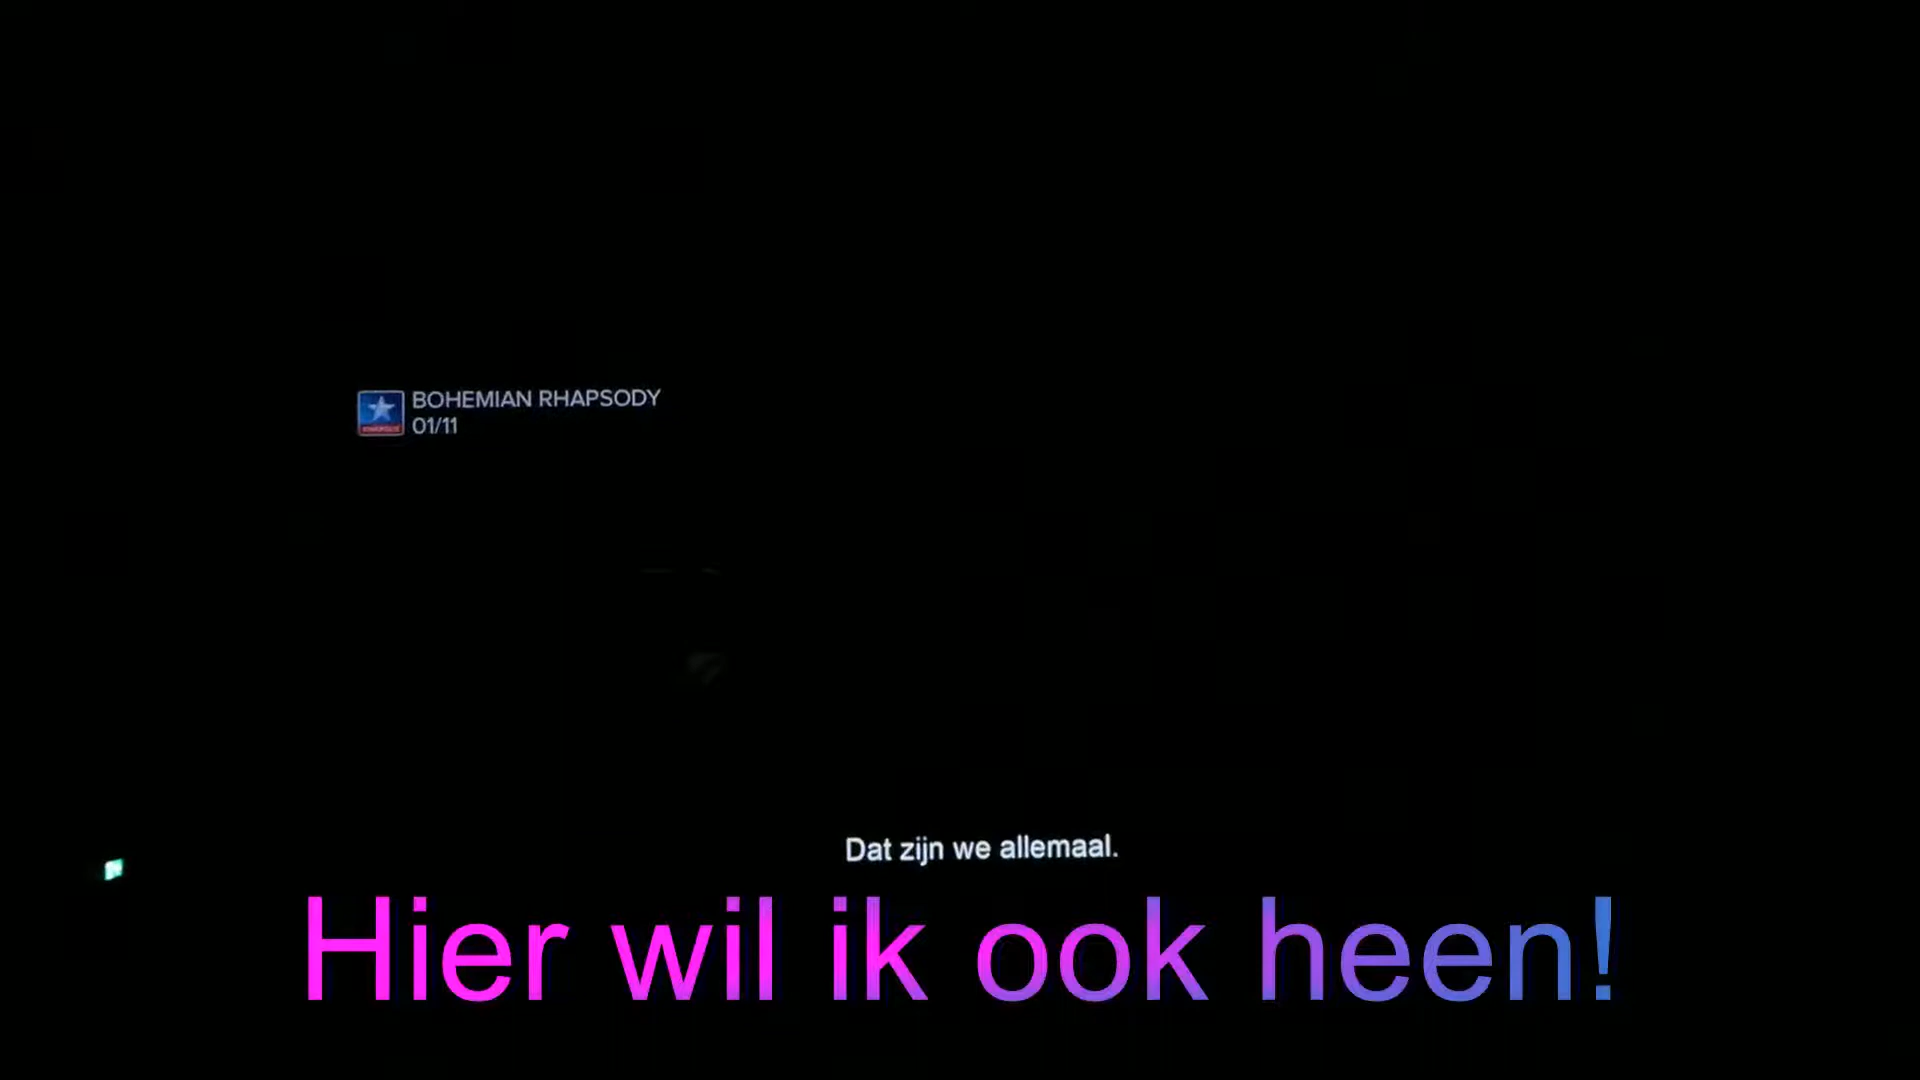 BOHEMIAN RHAPSODY
01/11
Dat zijn we allemaal.
Hier wil ik ook heen!